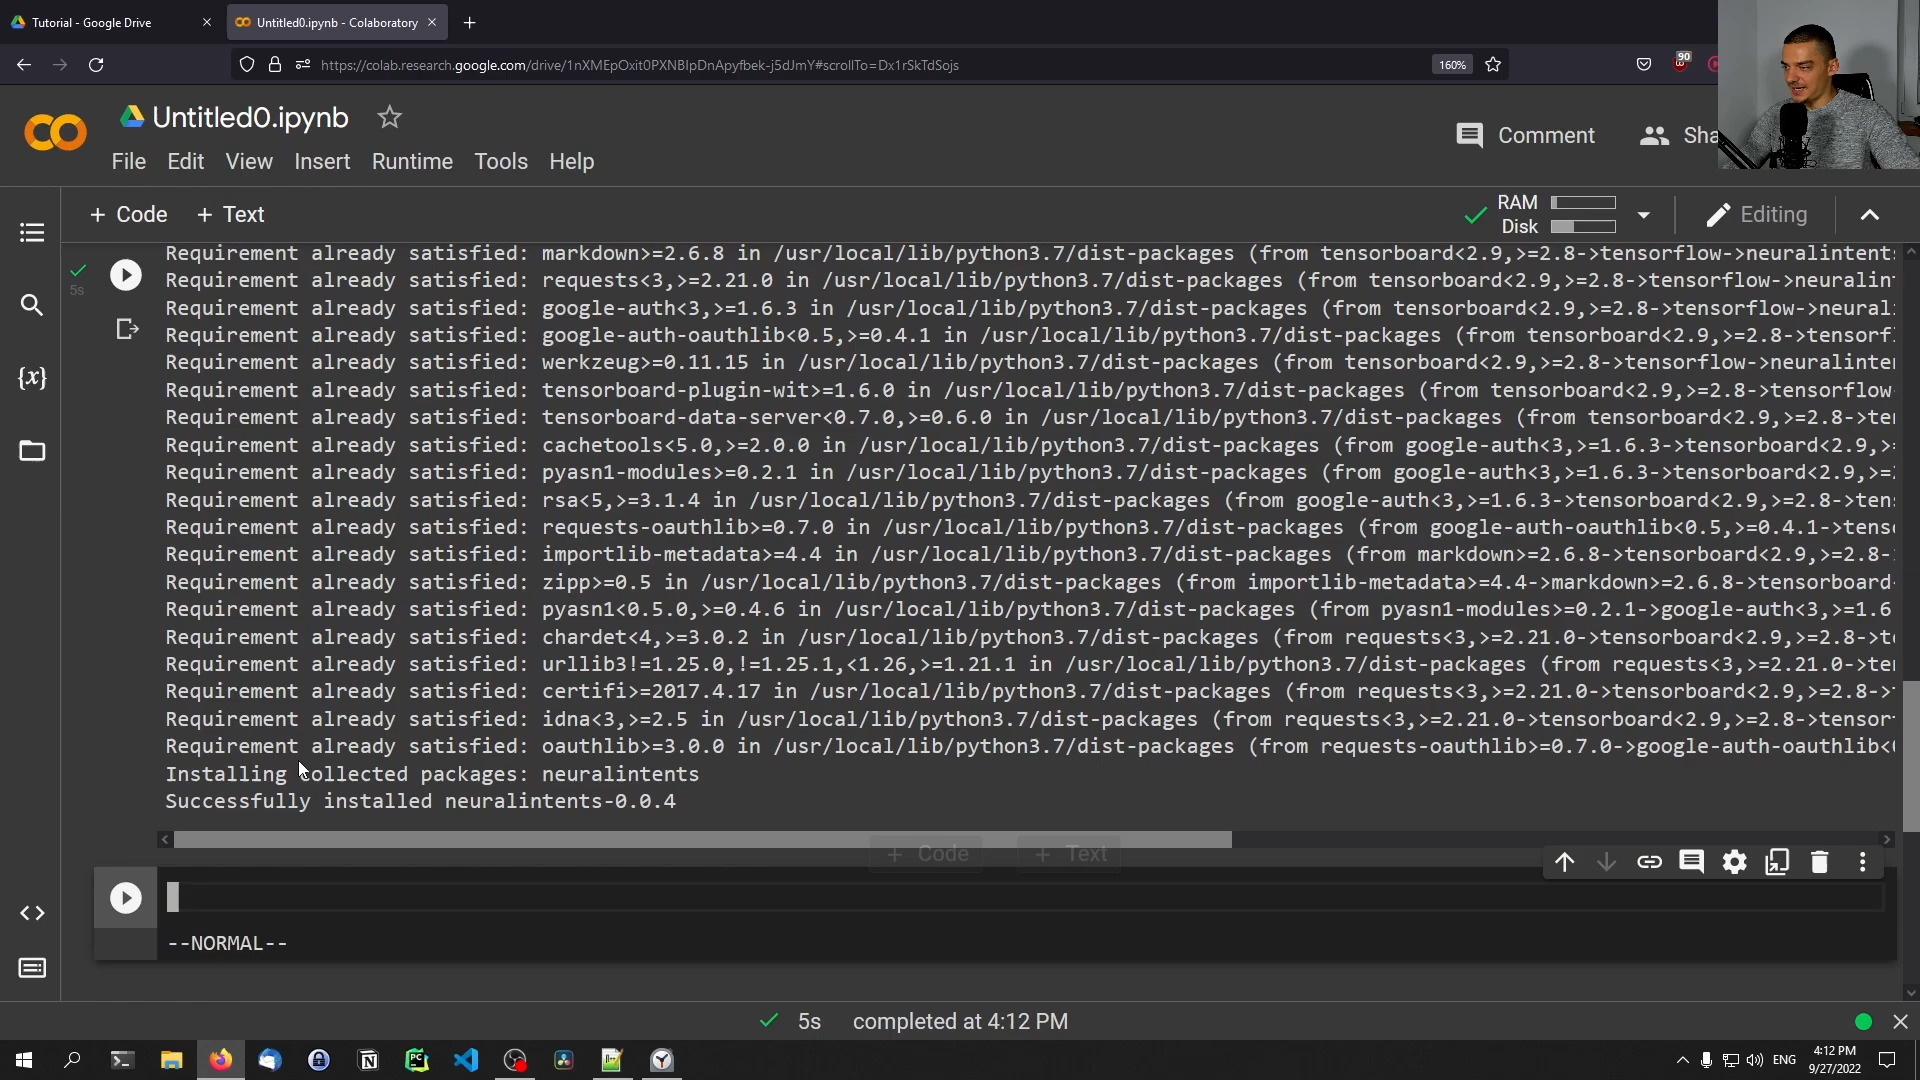 Tutorial - Google Drive
Untitled0.ipynb - Colaboratory
https://colab.research.google.com/drive/1nXMEpOxit0PXNBIpDnApyfbek-j5dJmY#scrollTo=Dx1rSkTdSojs
160%
90
Untitled0.ipynb
Comment
Sha
File Edit View Insert Runtime Tools Help
+ Code + Text
RAM
Disk
Editing
Requirement already satisfied: markdown>=2.6.8 in /usr/local/lib/python3.7/dist-packages (from tensorboard<2.9,>=2.8->tensorflow->neuralintents
5s
Requirement already satisfied: requests<3,>=2.21.0 in /usr/local/lib/python3.7/dist-packages (from tensorboard<2.9,>=2.8->tensorflow->neuralin
Requirement already satisfied: google-auth<3,>=1.6.3 in /usr/local/lib/python3.7/dist-packages (from tensorboard<2.9,>=2.8->tensorflow->neural
Requirement already satisfied: google-auth-oauthlib<0.5,>=0.4.1 in /usr/local/lib/python3.7/dist-packages (from tensorboard<2.9,>=2.8->tensorf
Requirement already satisfied: werkzeug>=0.11.15 in /usr/local/lib/python3.7/dist-packages (from tensorboard<2.9,>=2.8->tensorflow->neuralinte
Requirement already satisfied: tensorboard-plugin-wit>=1.6.0 in /usr/local/lib/python3.7/dist-packages (from tensorboard<2.9,>=2.8->tensorflow
Requirement already satisfied: tensorboard-data-server<0.7.0,>=0.6.0 in /usr/local/lib/python3.7/dist-packages (from tensorboard<2.9,>=2.8->te
Requirement already satisfied: cachetools<5.0,>=2.0.0 in /usr/local/lib/python3.7/dist-packages (from google-auth<3,>=1.6.3->tensorboard<2.9,>
Requirement already satisfied: pyasn1-modules>=0.2.1 in /usr/local/lib/python3.7/dist-packages (from google-auth<3,>=1.6.3->tensorboard<2.9,>=
Requirement already satisfied: rsa<5,>=3.1.4 in /usr/local/lib/python3.7/dist-packages (from google-auth<3,>=1.6.3->tensorboard<2.9,>=2.8->ten
Requirement already satisfied: requests-oauthlib>=0.7.0 in /usr/local/lib/python3.7/dist-packages (from google-auth-oauthlib<0.5,>=0.4.1->tens
Requirement already satisfied: importlib-metadata>=4.4 in /usr/local/lib/python3.7/dist-packages (from markdown>=2.6.8->tensorboard<2.9,>=2.8-
Requirement already satisfied: zipp>=0.5 in /usr/local/lib/python3.7/dist-packages (from importlib-metadata>=4.4->markdown>=2.6.8->tensorboard
Requirement already satisfied: pyasn1<0.5.0,>=0.4.6 in /usr/local/lib/python3.7/dist-packages (from pyasn1-modules>=0.2.1->google-auth<3,>=1.6
Requirement already satisfied: chardet<4,>=3.0.2 in /usr/local/lib/python3.7/dist-packages (from requests<3,>=2.21.0->tensorboard<2.9,>=2.8->t
Requirement already satisfied: urllib3!=1.25.0,!=1.25.1,<1.26,>=1.21.1 in /usr/local/lib/python3.7/dist-packages (from requests<3,>=2.21.0->te
Requirement already satisfied: certifi>=2017.4.17 in /usr/local/lib/python3.7/dist-packages (from requests<3,>=2.21.0->tensorboard<2.9,>=2.8->
Requirement already satisfied: idna<3,>=2.5 in /usr/local/lib/python3.7/dist-packages (from requests<3,>=2.21.0->tensorboard<2.9,>=2.8->tensor
Requirement already satisfied: oauthlib>=3.0.0 in /usr/local/lib/python3.7/dist-packages (from requests-oauthlib>=0.7.0->google-auth-oauthlib<
Installing collected packages: neuralintents
Successfully installed neuralintents-0.0.4
+ Code + Text
--NORMAL--
5s completed at 4:12 PM
ENG
4:12 PM
9/27/2022